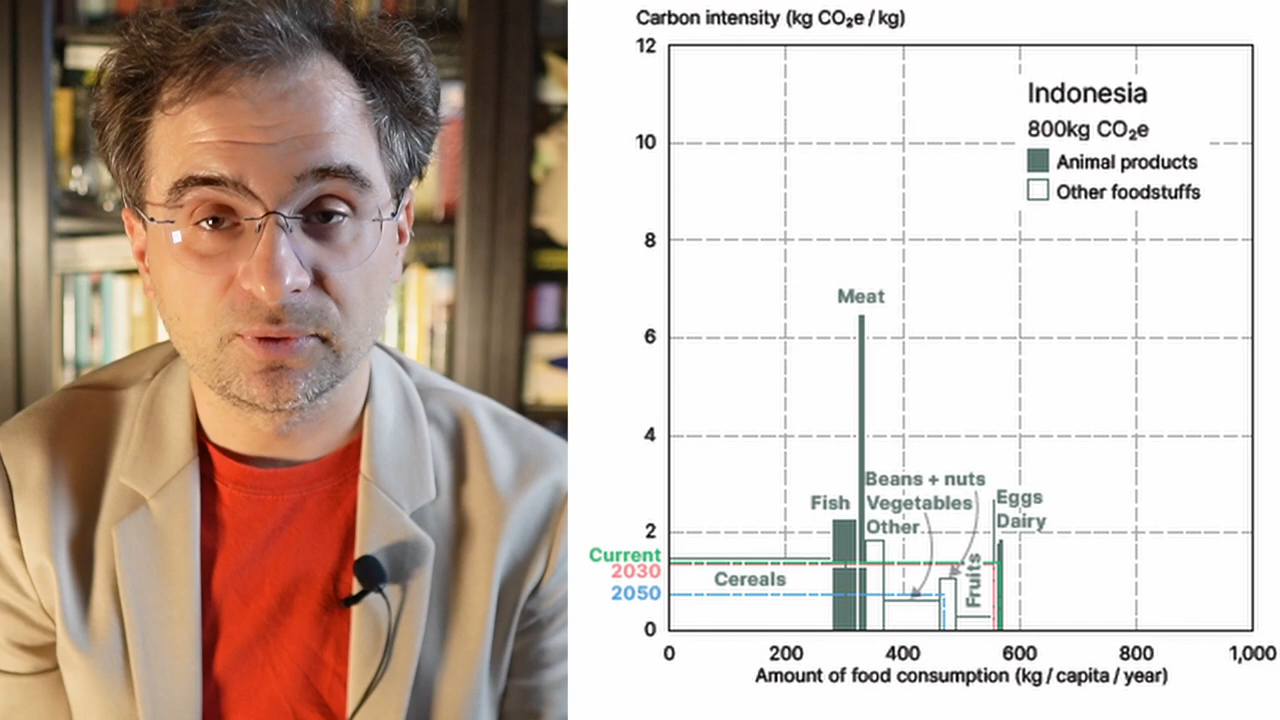 Carbon intensity (kg CO₂e / kg)
12
10
8
6
4
2
0
Indonesia
800kg CO₂e
Animal products
Other foodstuffs
Meat
Beans + nuts
Fish
Vegetables
Other
Eggs
Dairy
Current
2030
2050
Cereals
Fruits
0 200 400 600 800 1,000
Amount of food consumption (kg / capita / year)